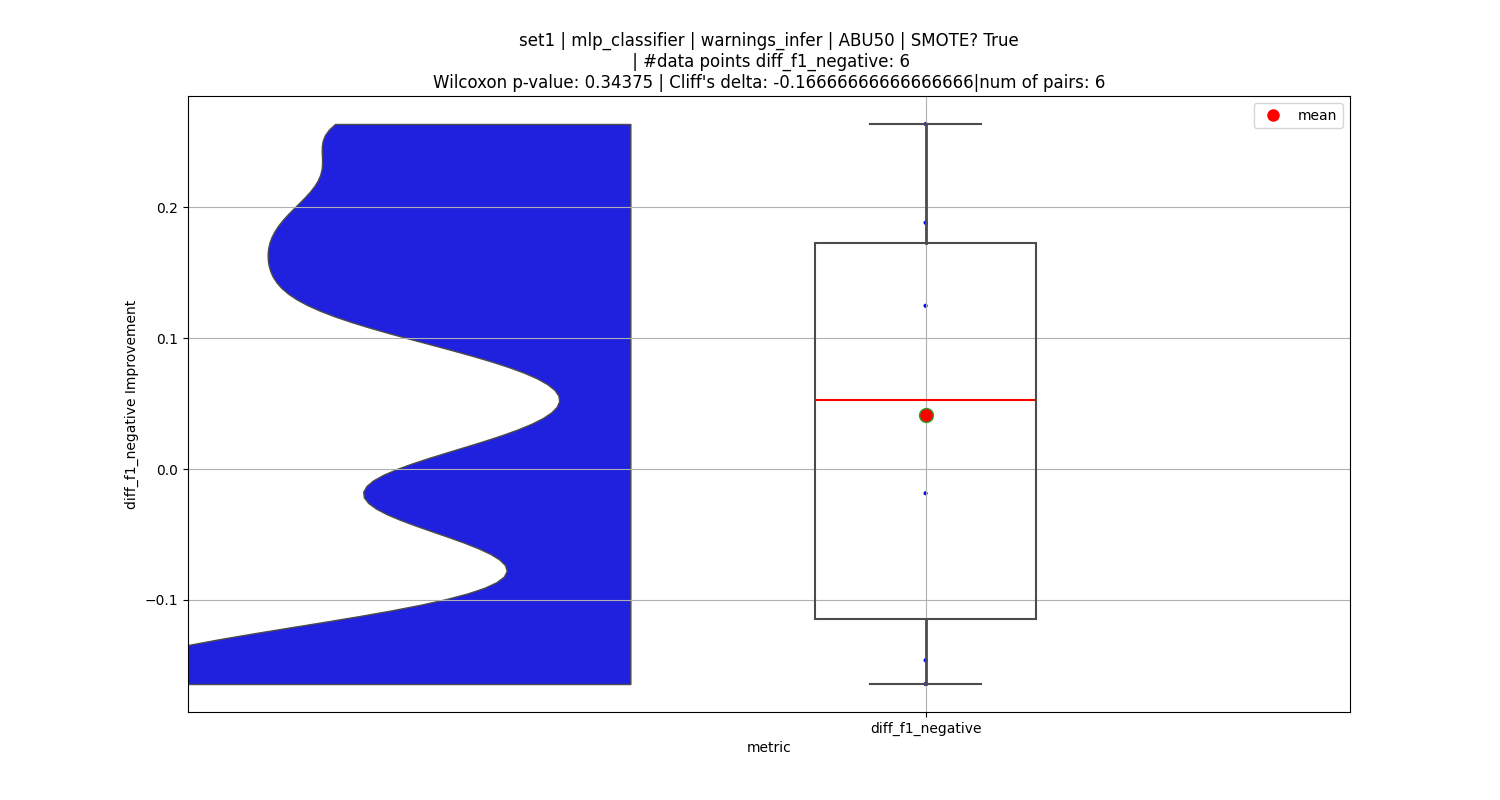 set1 | mlp_classifier | warnings_infer | ABU50 | SMOTE? True
| #data points diff_f1_negative: 6
Wilcoxon p-value: 0.34375 | Cliff's delta: -0.16666666666666666|num of pairs: 6
mean
0.2
0.1
0.0
−0.1
diff_f1_negative Improvement
diff_f1_negative
metric